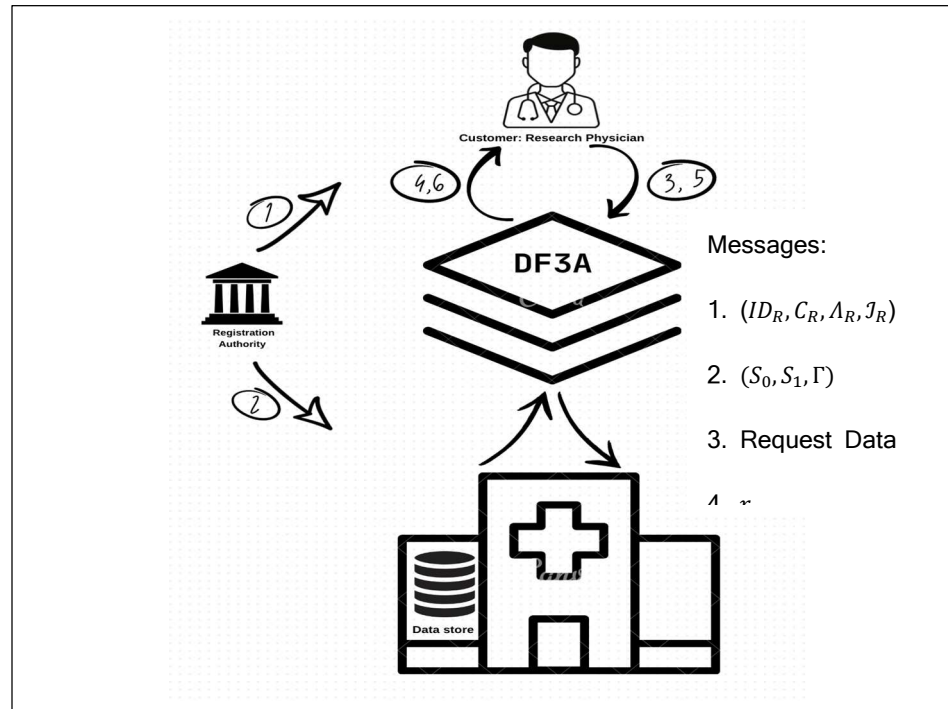 Customer: Research Physician
4,6
3, 5
1
DF3A
Messages:
1. (𝐼𝐷_𝑅, 𝐶_𝑅, 𝛬_𝑅, ℐ_𝑅)
Registration
Authority
2. (𝑆_0, 𝑆_1, Γ)
2
3. Request Data
Data store